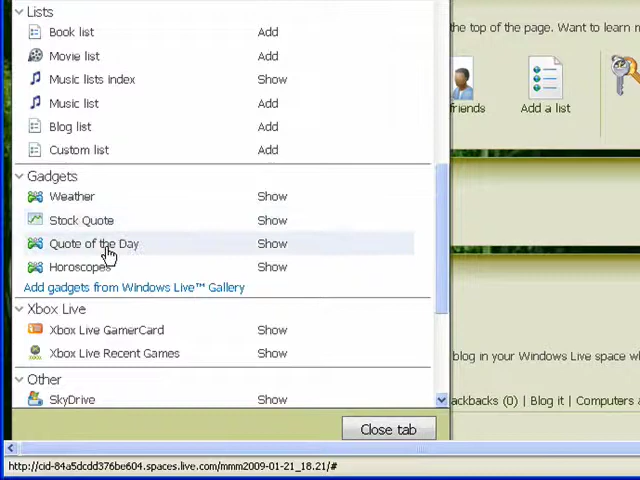 Lists
Book list Add
Movie list Add
Music lists index Show
Music list Add
Blog list Add
Custom list Add
Gadgets
Weather Show
Stock Quote Show
Quote of the Day Show
Horoscopes Show
Add gadgets from Windows Live™ Gallery
Xbox Live
Xbox Live GamerCard Show
Xbox Live Recent Games Show
Other
SkyDrive Show
Close tab
the top of the page. Want to learn
friends
Add a list
blog in your Windows Live space
ackbacks (0) | Blog it | Computers
http://cid-84a5dcdd376be604.spaces.live.com/mmm2009-01-21_18.21/#